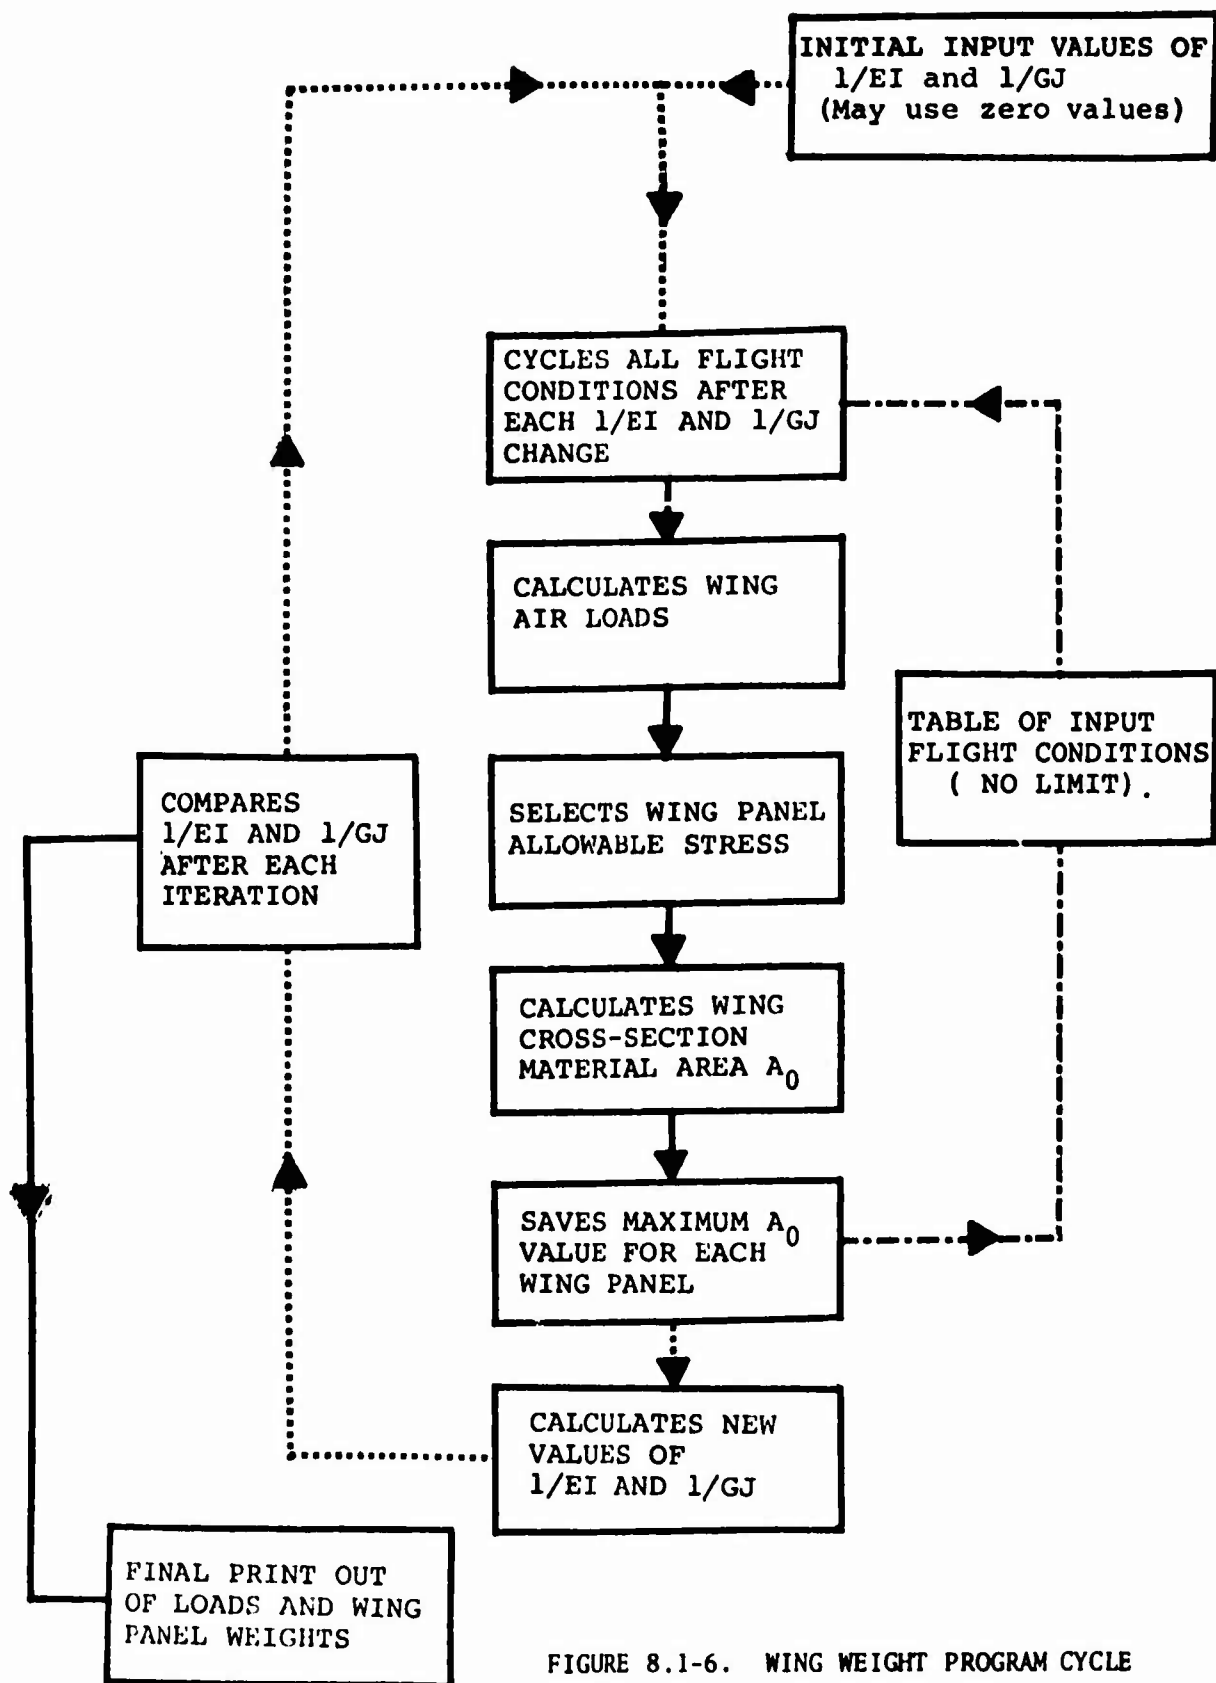 INITIAL INPUT VALUES OF
1/EI and 1/GJ
(May use zero values)
CYCLES ALL FLIGHT
CONDITIONS AFTER
EACH 1/EI AND 1/GJ
CHANGE
CALCULATES WING
AIR LOADS
TABLE OF INPUT
FLIGHT CONDITIONS
( NO LIMIT).
COMPARES
1/EI AND 1/GJ
AFTER EACH
ITERATION
SELECTS WING PANEL
ALLOWABLE STRESS
CALCULATES WING
CROSS-SECTION
MATERIAL AREA A₀
SAVES MAXIMUM A₀
VALUE FOR EACH
WING PANEL
CALCULATES NEW
VALUES OF
1/EI AND 1/GJ
FINAL PRINT OUT
OF LOADS AND WING
PANEL WEIGHTS
FIGURE 8.1-6. WING WEIGHT PROGRAM CYCLE